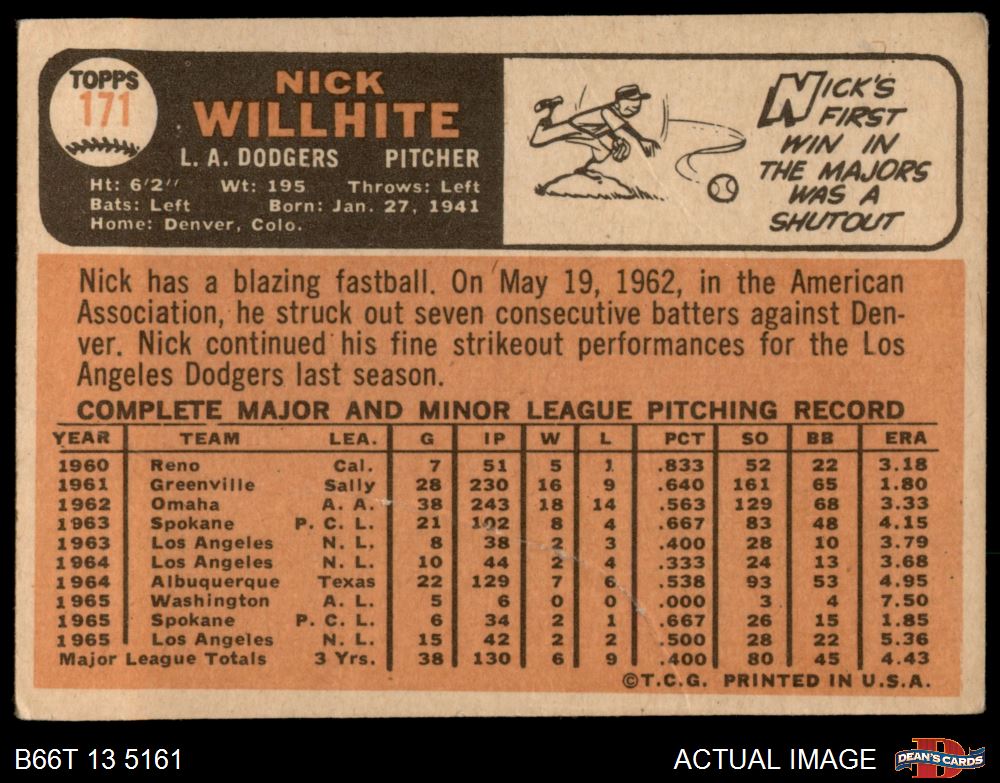 TOPPS
171
NICK
WILLHITE
L. A. DODGERS PITCHER
Ht: 6'2" Wt: 195 Throws: Left
Bats: Left Born: Jan. 27, 1941
Home: Denver, Colo.
NICK'S
FIRST
WIN IN
THE MAJORS
WAS A
SHUTOUT
Nick has a blazing fastball. On May 19, 1962, in the American
Association, he struck out seven consecutive batters against Den-
ver. Nick continued his fine strikeout performances for the Los
Angeles Dodgers last season.
COMPLETE MAJOR AND MINOR LEAGUE PITCHING RECORD
YEAR TEAM LEA. G IP W L PCT SO BB ERA
1960 Reno Cal. 7 51 5 1 .833 52 22 3.18
1961 Greenville Sally 28 230 16 9 .640 161 65 1.80
1962 Omaha A. A. 38 243 18 14 .563 129 68 3.33
1963 Spokane P. C. L. 21 102 8 4 .667 83 48 4.15
1963 Los Angeles N. L. 8 38 2 3 .400 28 10 3.79
1964 Los Angeles N. L. 10 44 2 4 .333 24 13 3.68
1964 Albuquerque Texas 22 129 7 6 .538 93 53 4.95
1965 Washington A. L. 5 6 0 0 .000 3 4 7.50
1965 Spokane P. C. L. 6 34 2 1 .667 26 15 1.85
1965 Los Angeles N. L. 15 42 2 2 .500 28 22 5.36
Major League Totals 3 Yrs. 38 130 6 9 .400 80 45 4.43
©T.C.G. PRINTED IN U.S.A.
B66T 13 5161 ACTUAL IMAGE
D
DEAN'S CARDS